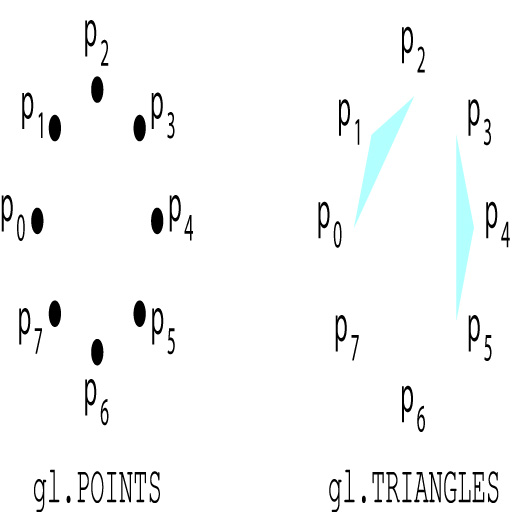 p2 p2
p1 p3 p1 p3
p0 p4 p0 p4
p7 p5 p7 p5
p6 p6
gl.POINTS gl.TRIANGLES